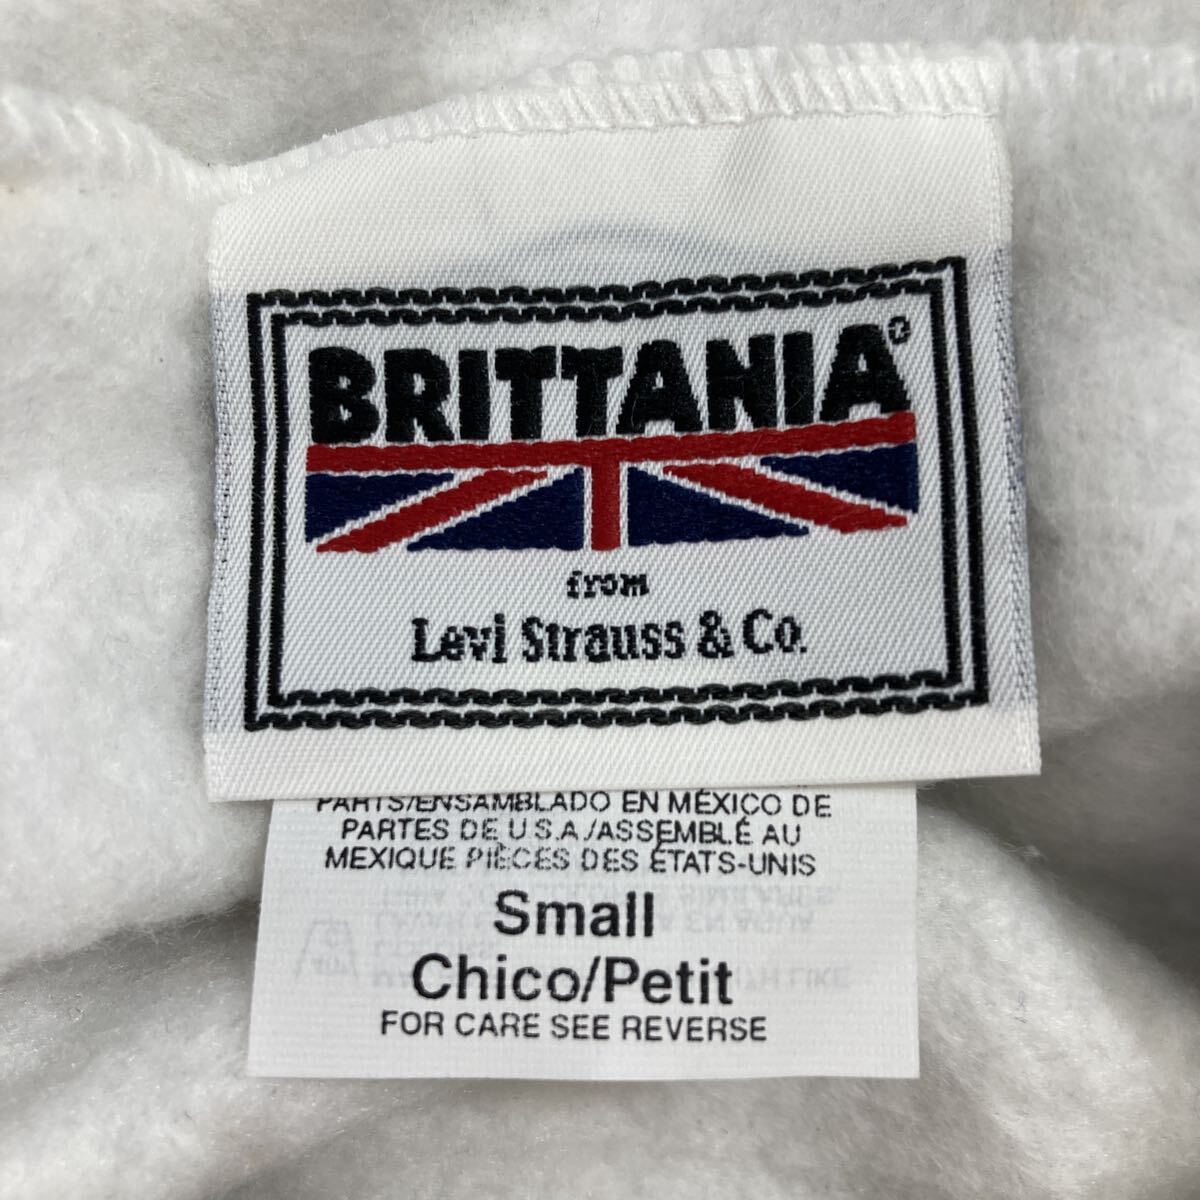 BRITTANIA®
from
Levi Strauss & Co.
PARTS/ENSAMBLADO EN MÉXICO DE
PARTES DE U.S.A./ASSEMBLÉ AU
MEXIQUE PIÈCES DES ÉTATS-UNIS
Small
Chico/Petit
FOR CARE SEE REVERSE